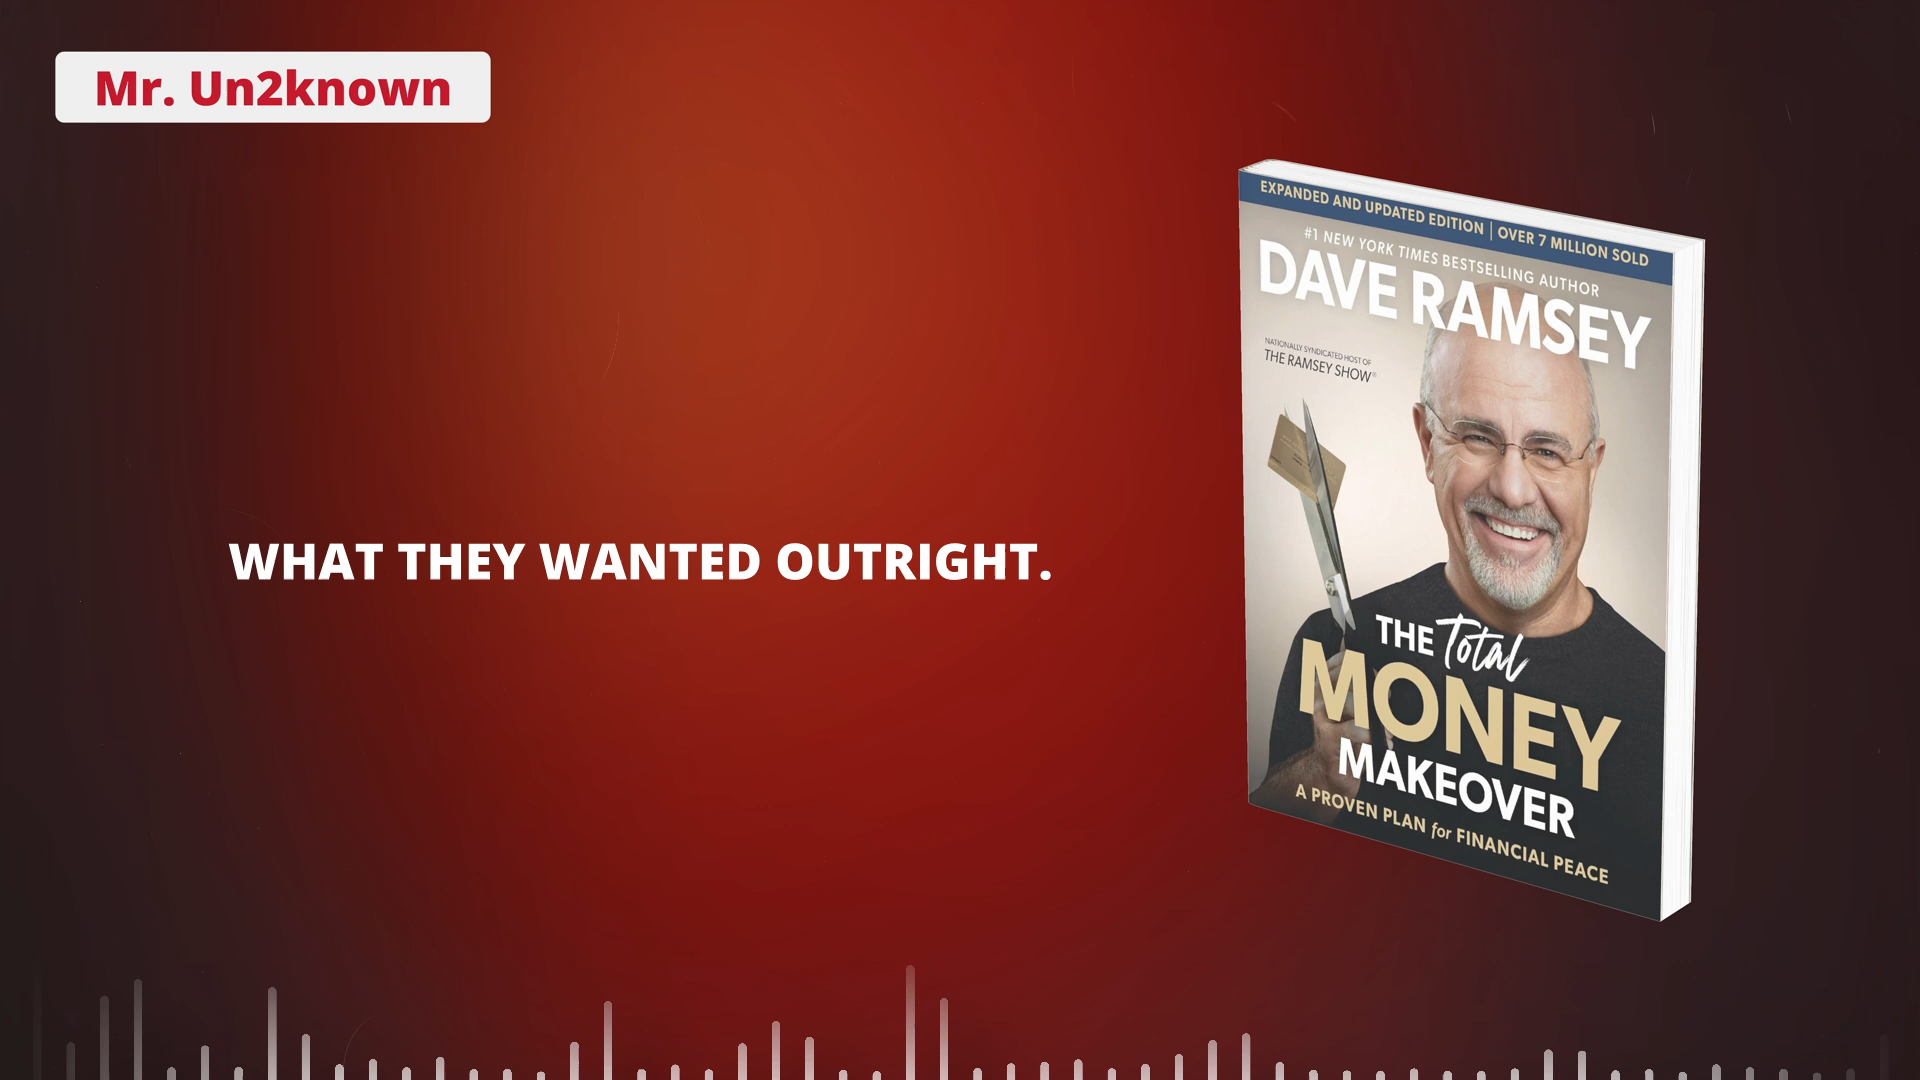 Mr. Un2known
WHAT THEY WANTED OUTRIGHT.
EXPANDED AND UPDATED EDITION | OVER 7 MILLION SOLD
#1 NEW YORK TIMES BESTSELLING AUTHOR
DAVE RAMSEY
NATIONALLY SYNDICATED HOST OF
THE RAMSEY SHOW®
THE Total
MONEY
MAKEOVER
A PROVEN PLAN for FINANCIAL PEACE